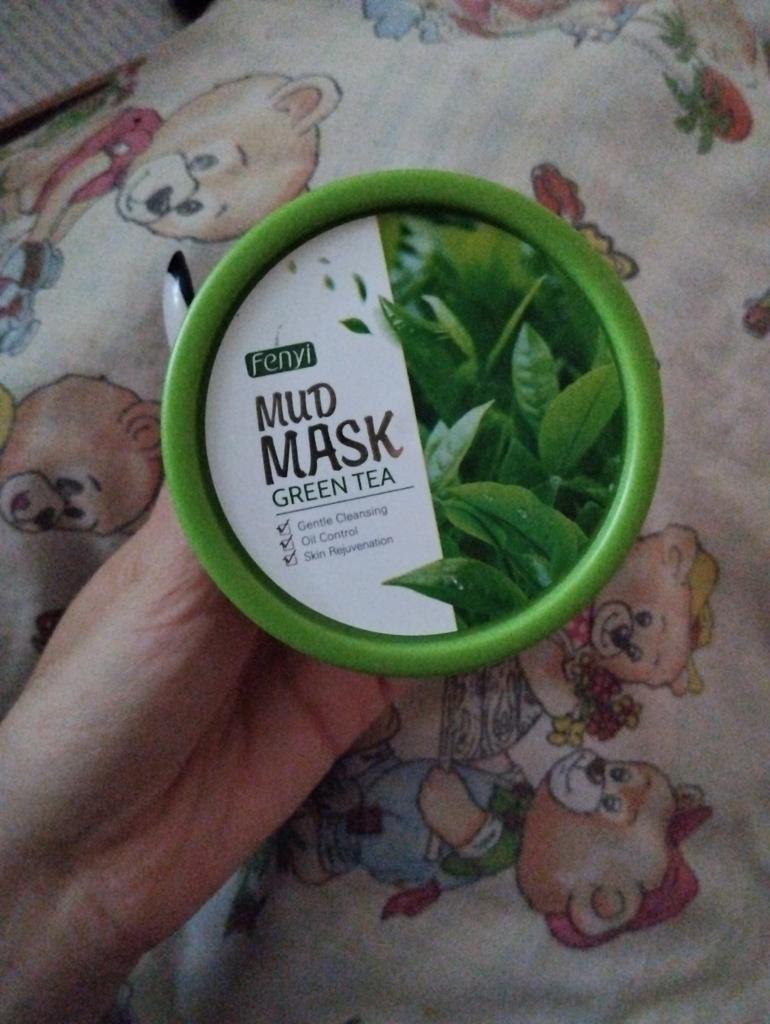 Fenyi
MUD
MASK
GREEN TEA
Gentle Cleansing
Oil Control
Skin Rejuvenation